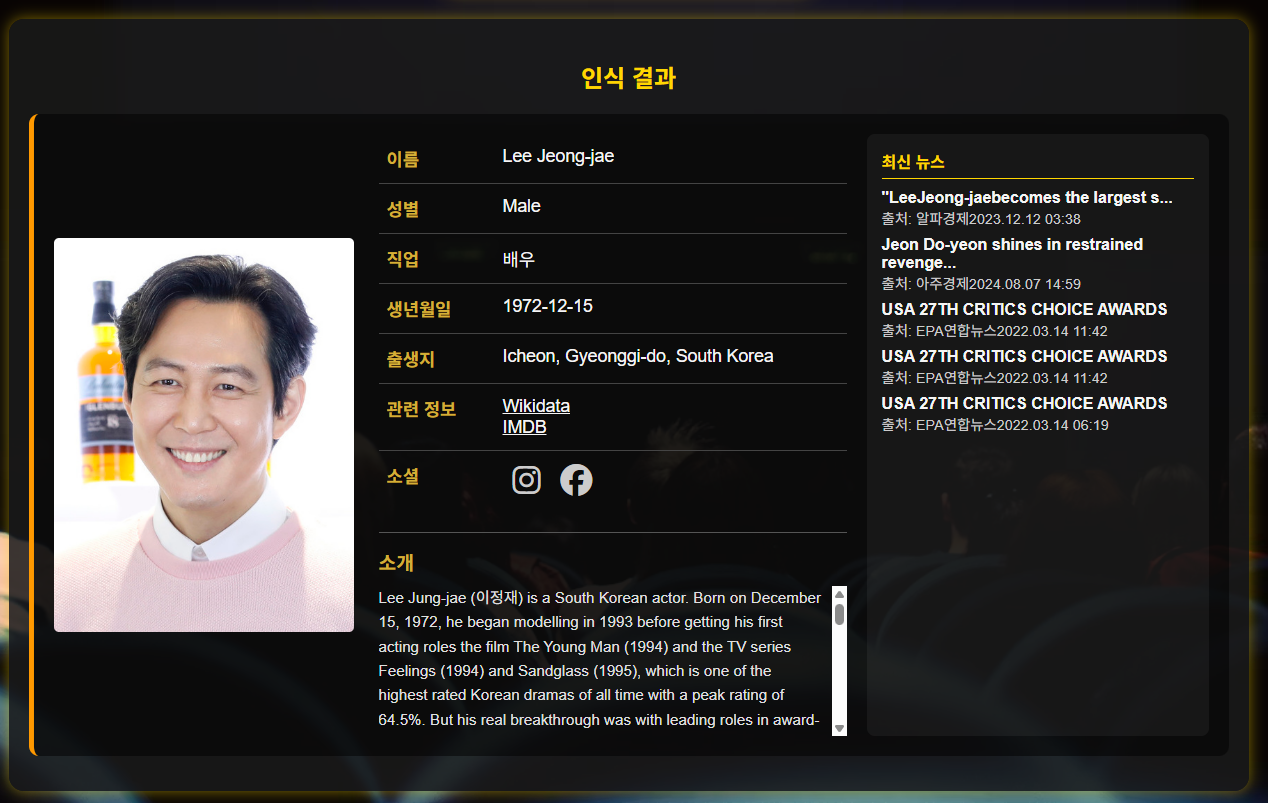 인식 결과
이름
Lee Jeong-jae
성별
Male
직업
배우
생년월일
1972-12-15
출생지
Icheon, Gyeonggi-do, South Korea
관련 정보
Wikidata
IMDB
소셜
소개
Lee Jung-jae (이정재) is a South Korean actor. Born on December
15, 1972, he began modelling in 1993 before getting his first
acting roles the film The Young Man (1994) and the TV series
Feelings (1994) and Sandglass (1995), which is one of the
highest rated Korean dramas of all time with a peak rating of
64.5%. But his real breakthrough was with leading roles in award-
최신 뉴스
"LeeJeong-jaebecomes the largest s...
출처: 알파경제2023.12.12 03:38
Jeon Do-yeon shines in restrained
revenge...
출처: 아주경제2024.08.07 14:59
USA 27TH CRITICS CHOICE AWARDS
출처: EPA연합뉴스2022.03.14 11:42
USA 27TH CRITICS CHOICE AWARDS
출처: EPA연합뉴스2022.03.14 11:42
USA 27TH CRITICS CHOICE AWARDS
출처: EPA연합뉴스2022.03.14 06:19